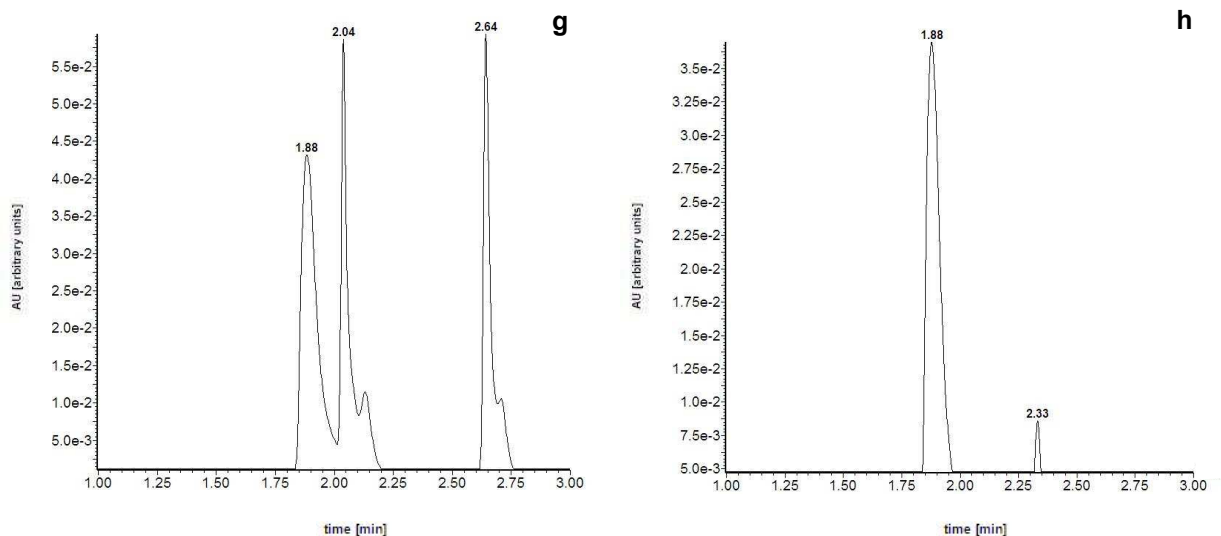 g
2.04
2.64
1.88
5.5e-2
5.0e-2
4.5e-2
4.0e-2
3.5e-2
3.0e-2
2.5e-2
2.0e-2
1.5e-2
1.0e-2
5.0e-3
AU [arbitrary units]
1.00 1.25 1.50 1.75 2.00 2.25 2.50 2.75 3.00
time [min]
h
1.88
2.33
3.5e-2
3.25e-2
3.0e-2
2.75e-2
2.5e-2
2.25e-2
2.0e-2
1.75e-2
1.5e-2
1.25e-2
1.0e-2
7.5e-3
5.0e-3
AU [arbitrary units]
1.00 1.25 1.50 1.75 2.00 2.25 2.50 2.75 3.00
time [min]